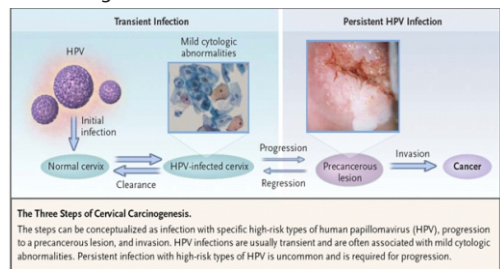 Transient Infection
Persistent HPV Infection
Mild cytologic
abnormalities
HPV
Initial
infection
Progression
Invasion
Normal cervix
HPV-infected cervix
Precancerous
lesion
Cancer
Clearance
Regression
The Three Steps of Cervical Carcinogenesis.
The steps can be conceptualized as infection with specific high-risk types of human papillomavirus (HPV), progression
to a precancerous lesion, and invasion. HPV infections are usually transient and are often associated with mild cytologic
abnormalities. Persistent infection with high-risk types of HPV is uncommon and is required for progression.